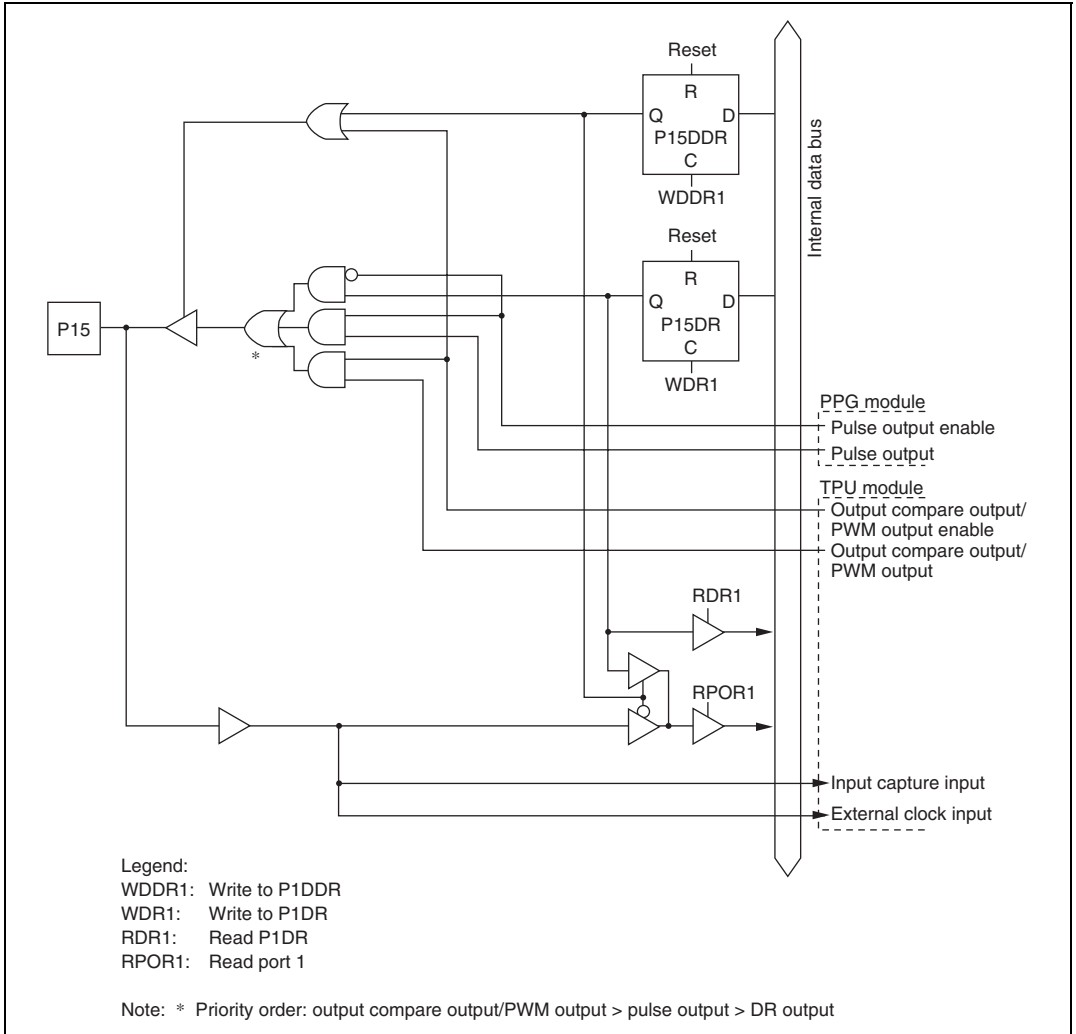 Reset
R
Q D
P15DDR
C
WDDR1
Internal data bus
Reset
R
Q D
P15DR
C
WDR1
P15
*
PPG module
Pulse output enable
Pulse output
TPU module
Output compare output/
PWM output enable
Output compare output/
PWM output
RDR1
RPOR1
Input capture input
External clock input
Legend:
WDDR1: Write to P1DDR
WDR1: Write to P1DR
RDR1: Read P1DR
RPOR1: Read port 1
Note: * Priority order: output compare output/PWM output > pulse output > DR output